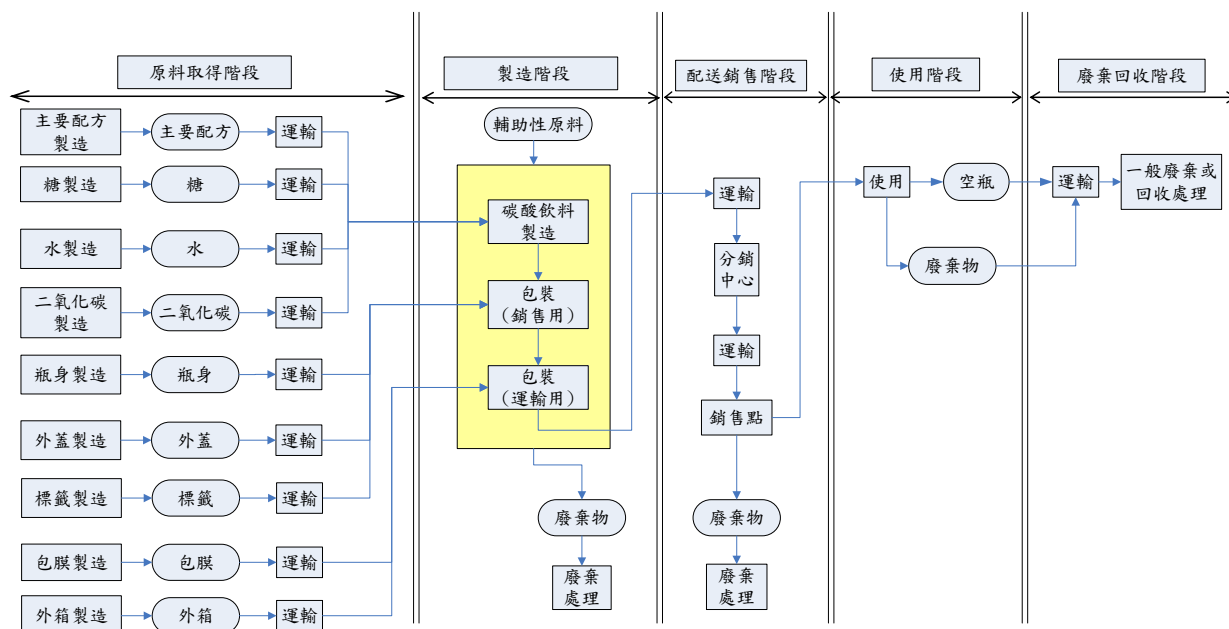 原料取得階段
製造階段
配送銷售階段
使用階段
廢棄回收階段
主要配方
製造
主要配方
運輸
糖製造
糖
運輸
水製造
水
運輸
二氧化碳
製造
二氧化碳
運輸
瓶身製造
瓶身
運輸
外蓋製造
外蓋
運輸
標籤製造
標籤
運輸
包膜製造
包膜
運輸
外箱製造
外箱
運輸
輔助性原料
碳酸飲料
製造
包裝
(銷售用)
包裝
(運輸用)
廢棄物
廢棄
處理
運輸
分銷
中心
運輸
銷售點
廢棄物
廢棄
處理
使用
空瓶
廢棄物
運輸
一般廢棄或
回收處理